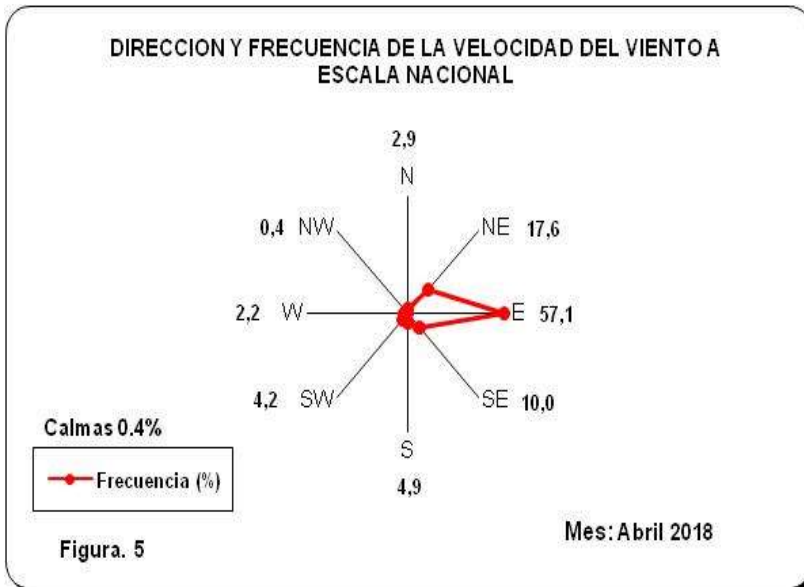 DIRECCION Y FRECUENCIA DE LA VELOCIDAD DEL VIENTO A
ESCALA NACIONAL
2,9
N
0,4 NW
NE 17,6
2,2 W
E 57,1
4,2 SW
SE 10,0
S
4,9
Calmas 0.4%
Frecuencia (%)
Figura. 5
Mes: Abril 2018